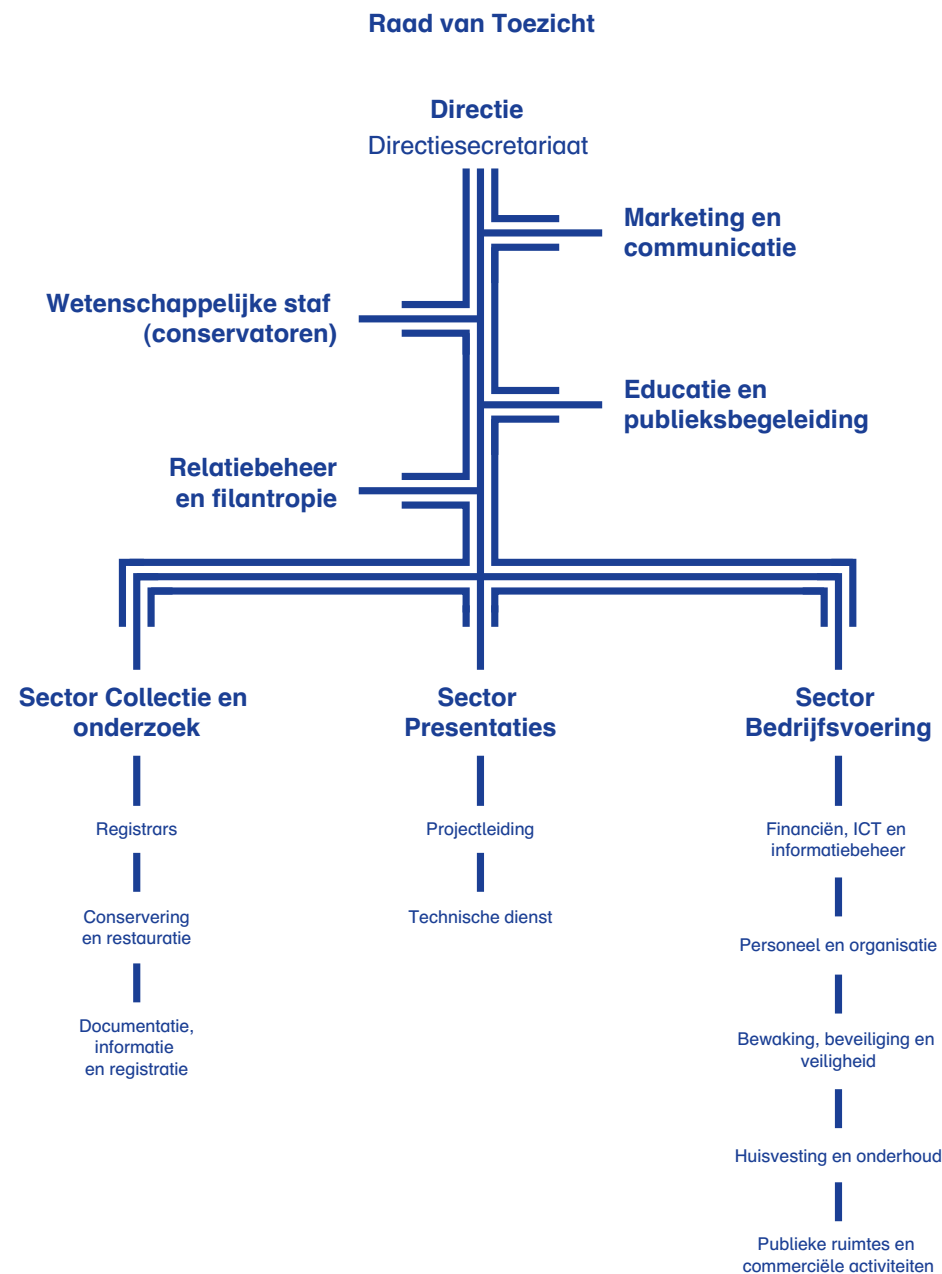 Raad van Toezicht
Directie
Directiesecretariaat
Marketing en
communicatie
Wetenschappelijke staf
(conservatoren)
Educatie en
publieksbegeleiding
Relatiebeheer
en filantropie
Sector Collectie en
onderzoek
Registrars
Conservering
en restauratie
Documentatie,
informatie
en registratie
Sector
Presentaties
Projectleiding
Technische dienst
Sector
Bedrijfsvoering
Financiën, ICT en
informatiebeheer
Personeel en organisatie
Bewaking, beveiliging en
veiligheid
Huisvesting en onderhoud
Publieke ruimtes en
commerciële activiteiten